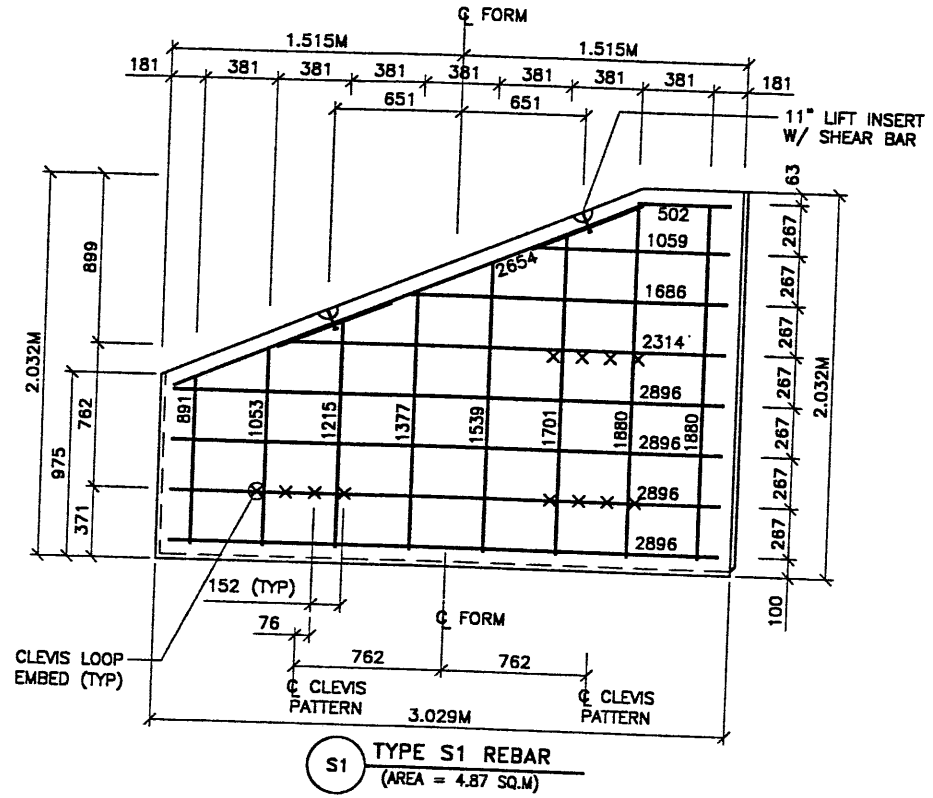 ℄ FORM
1.515M 1.515M
181 381 381 381 381 381 381 381 181
651 651
11" LIFT INSERT
W/ SHEAR BAR
63
502
267
1059
899
2654
267
1686
267
2314
2.032M
267
2.032M
2896
891 1053 1215 1377 1539 1701 1880 1880
762
267
975
2896
267
2896
371
267
2896
100
152 (TYP)
76
℄ FORM
CLEVIS LOOP
EMBED (TYP)
762 762
℄ CLEVIS
PATTERN
℄ CLEVIS
PATTERN
3.029M
S1
TYPE S1 REBAR
(AREA = 4.87 SQ.M)